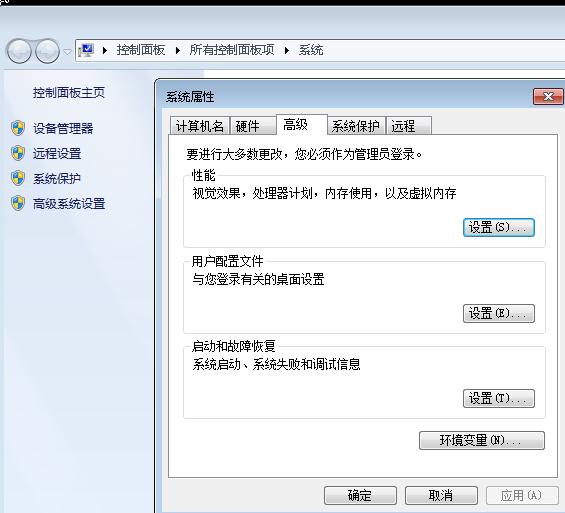 控制面板 所有控制面板项 系统
控制面板主页
设备管理器
远程设置
系统保护
高级系统设置
系统属性
计算机名 硬件 高级 系统保护 远程
要进行大多数更改，您必须作为管理员登录。
性能
视觉效果，处理器计划，内存使用，以及虚拟内存
设置(S)...
用户配置文件
与您登录有关的桌面设置
设置(E)...
启动和故障恢复
系统启动、系统失败和调试信息
设置(T)...
环境变量(N)...
确定 取消 应用(A)